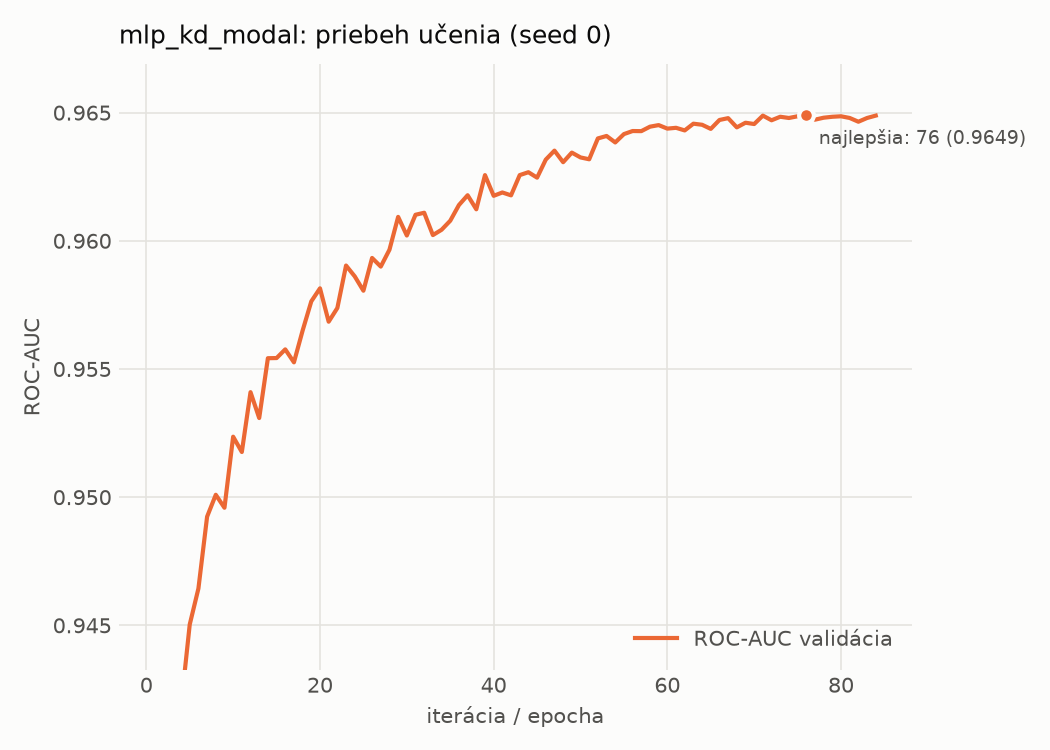 mlp_kd_modal: priebeh učenia (seed 0)
0.965
0.960
0.955
0.950
0.945
ROC-AUC
najlepšia: 76 (0.9649)
ROC-AUC validácia
0 20 40 60 80
iterácia / epocha